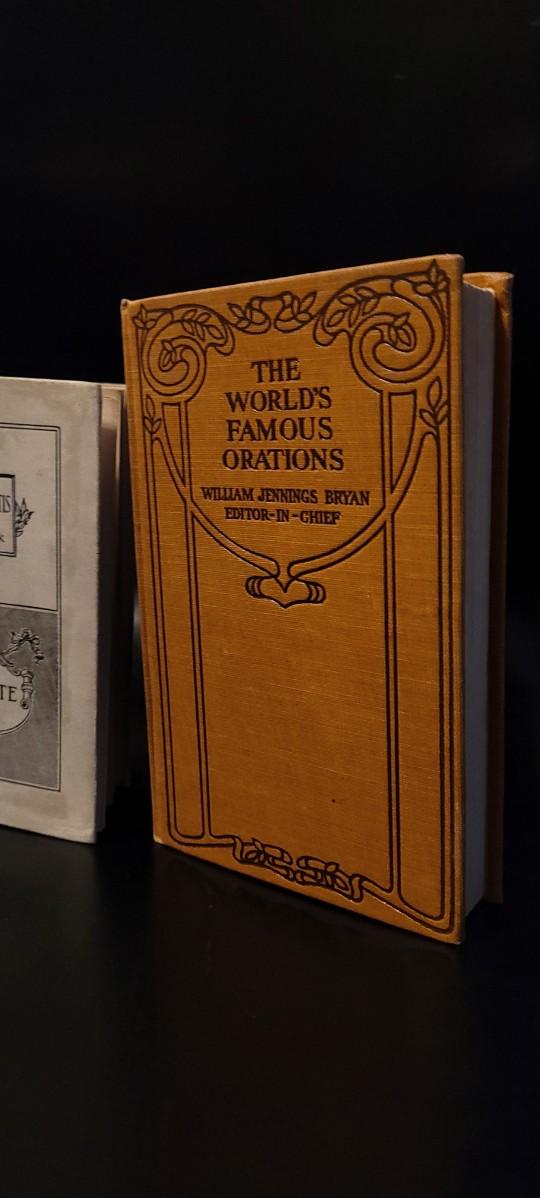 THE
WORLD'S
FAMOUS
ORATIONS
WILLIAM JENNINGS BRYAN
EDITOR-IN-CHIEF